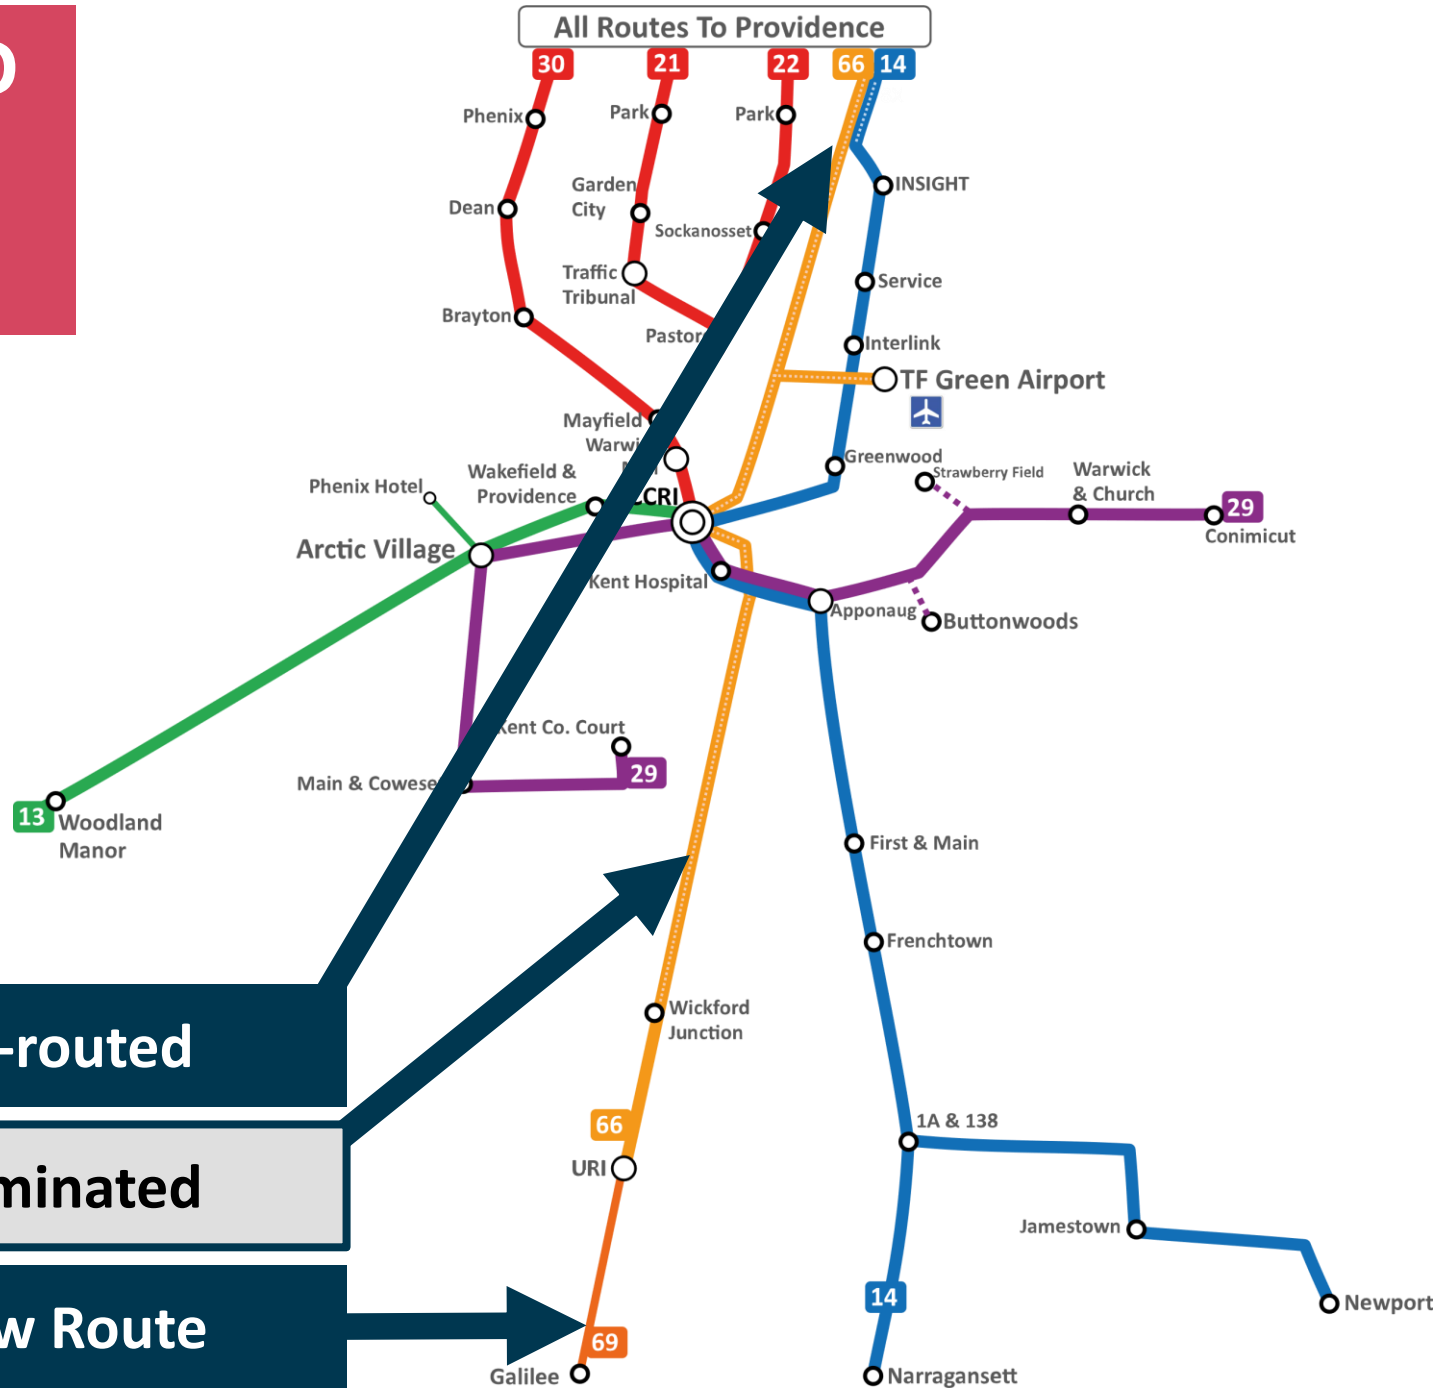 All Routes To Providence
30
21
22
66
14
Phenix
Park
Park
INSIGHT
Garden
City
Dean
Sockanosset
Traffic
Tribunal
Service
Brayton
Interlink
TF Green Airport
Mayfield
Greenwood
Strawberry Field
Warwick
& Church
29
Conimicut
Wakefield &
Providence
Phenix Hotel
CCRI
Arctic Village
Kent Hospital
Apponaug
Buttonwoods
Kent Co. Court
29
Main & Cowese
13
Woodland
Manor
First & Main
Frenchtown
Wickford
Junction
-routed
66
1A & 138
URI
minated
Jamestown
14
Newport
w Route
69
Galilee
Narragansett